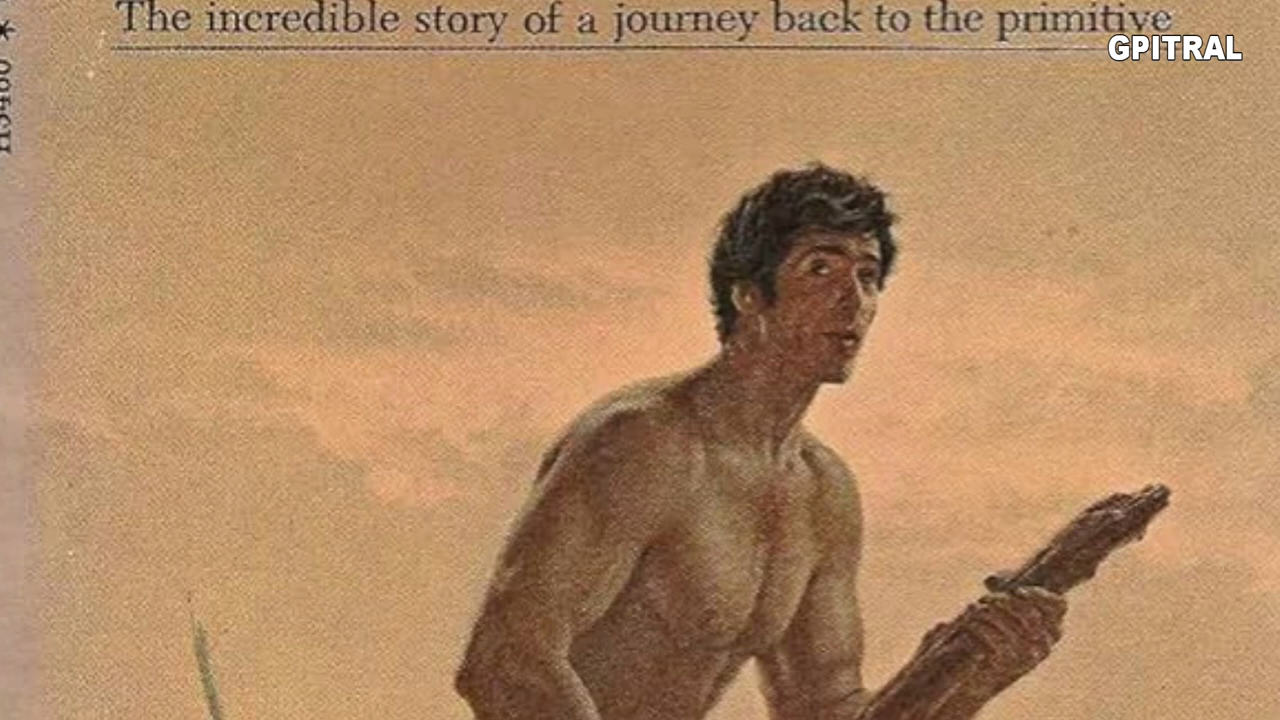 The incredible story of a journey back to the primitive
GPITRAL